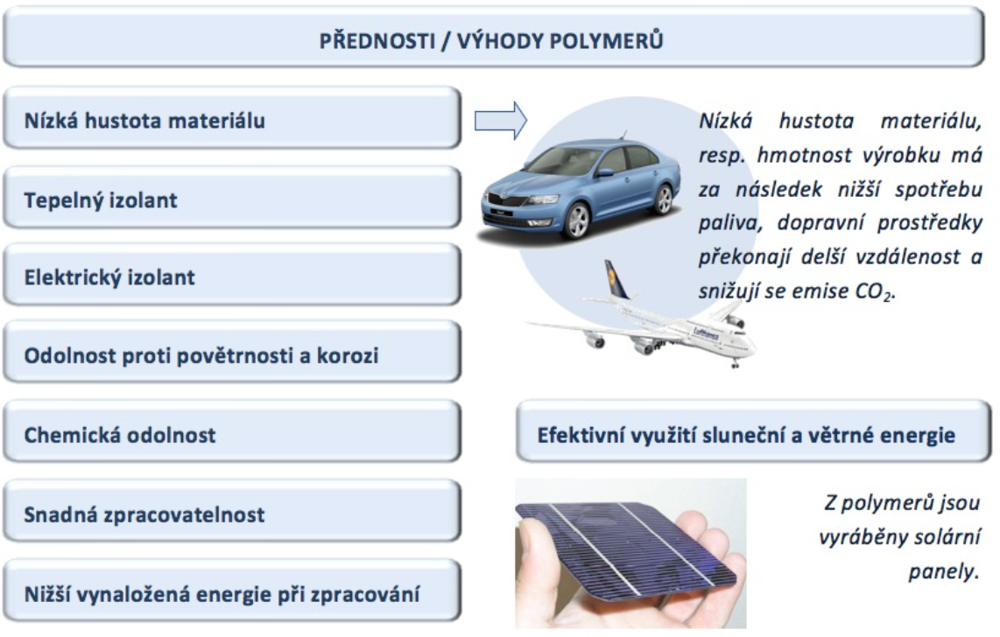 PŘEDNOSTI / VÝHODY POLYMERŮ
Nízká hustota materiálu
Tepelný izolant
Elektrický izolant
Odolnost proti povětrnosti a korozi
Chemická odolnost
Snadná zpracovatelnost
Nižší vynaložená energie při zpracování
Nízká hustota materiálu,
resp. hmotnost výrobku má
za následek nižší spotřebu
paliva, dopravní prostředky
překonají delší vzdálenost a
snižují se emise CO₂.
Lufthansa
Efektivní využití sluneční a větrné energie
Z polymerů jsou
vyráběny solární
panely.